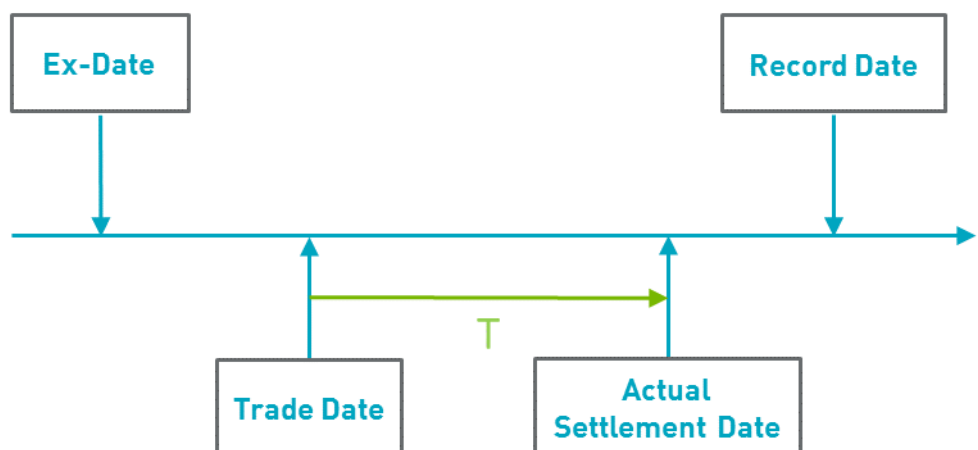 Ex-Date
Record Date
T
Trade Date
Actual
Settlement Date